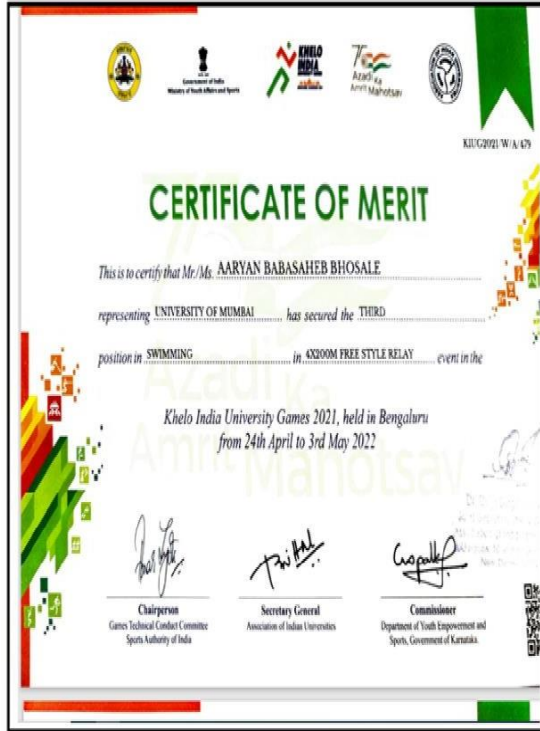 Government of India
Ministry of Youth Affairs and Sports
KHELO
INDIA
Azadi Ka
Amrit Mahotsav
KIUG2021/W/A/479
CERTIFICATE OF MERIT
This is to certify that Mr./Ms. AARYAN BABASAHEB BHOSALE
representing UNIVERSITY OF MUMBAI has secured the THIRD
position in SWIMMING in 4X200M FREE STYLE RELAY event in the
Azadi Ka
Amrit Mahotsav
Khelo India University Games 2021, held in Bengaluru
from 24th April to 3rd May 2022
Chairperson
Games Technical Conduct Committee
Sports Authority of India
Secretary General
Association of Indian Universities
Commissioner
Department of Youth Empowerment and
Sports, Government of Karnataka.